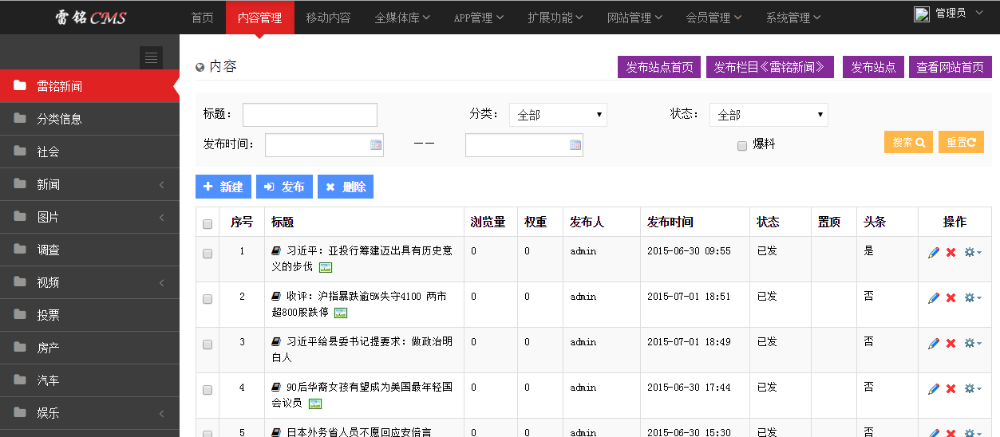 雷铭CMS 首页 内容管理 移动内容 全媒体库 APP管理 扩展功能 网站管理 会员管理 系统管理 管理员
雷铭新闻
分类信息
社会
新闻
图片
调查
视频
投票
房产
汽车
娱乐
内容 发布站点首页 发布栏目《雷铭新闻》 发布站点 查看网站首页
标题： 分类： 全部 状态： 全部
发布时间： —— 爆料 搜索 重置
新建 发布 删除
序号 标题 浏览量 权重 发布人 发布时间 状态 置顶 头条 操作
1 习近平：亚投行筹建迈出具有历史意 0 0 admin 2015-06-30 09:55 已发 是
义的步伐
2 收评：沪指暴跌逾5%失守4100 两市 0 0 admin 2015-07-01 18:51 已发 否
超800股跌停
3 习近平给县委书记提要求：做政治明 0 0 admin 2015-07-01 18:49 已发 否
白人
4 90后华裔女孩有望成为美国最年轻国 0 0 admin 2015-06-30 17:44 已发 否
会议员
5 日本外务省人员不愿回应安倍言 0 0 admin 2015-06-30 15:30 已发 否